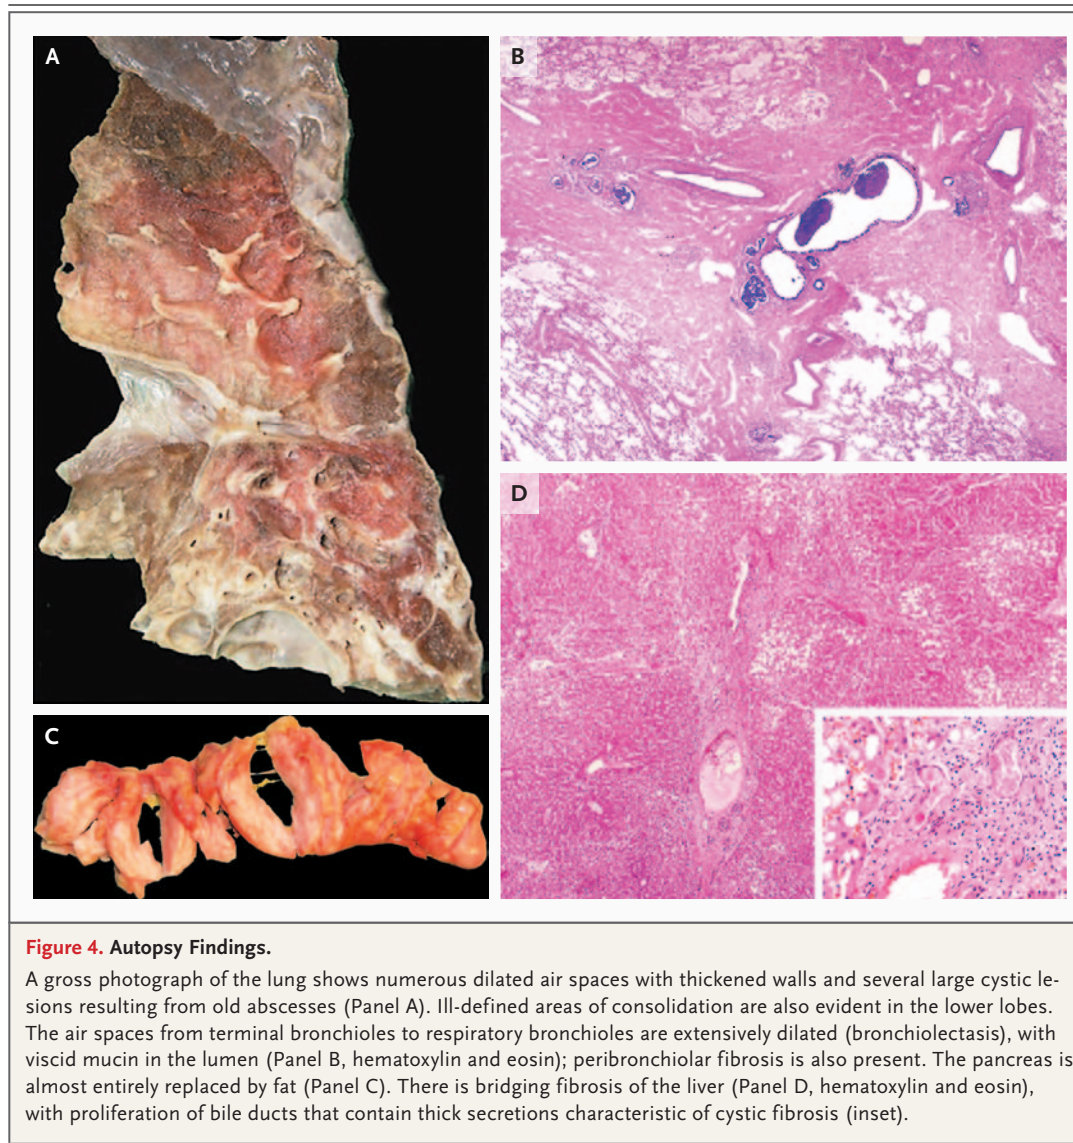 A
B
C
D
Figure 4. Autopsy Findings.
A gross photograph of the lung shows numerous dilated air spaces with thickened walls and several large cystic le-
sions resulting from old abscesses (Panel A). Ill-defined areas of consolidation are also evident in the lower lobes.
The air spaces from terminal bronchioles to respiratory bronchioles are extensively dilated (bronchiolectasis), with
viscid mucin in the lumen (Panel B, hematoxylin and eosin); peribronchiolar fibrosis is also present. The pancreas is
almost entirely replaced by fat (Panel C). There is bridging fibrosis of the liver (Panel D, hematoxylin and eosin),
with proliferation of bile ducts that contain thick secretions characteristic of cystic fibrosis (inset).